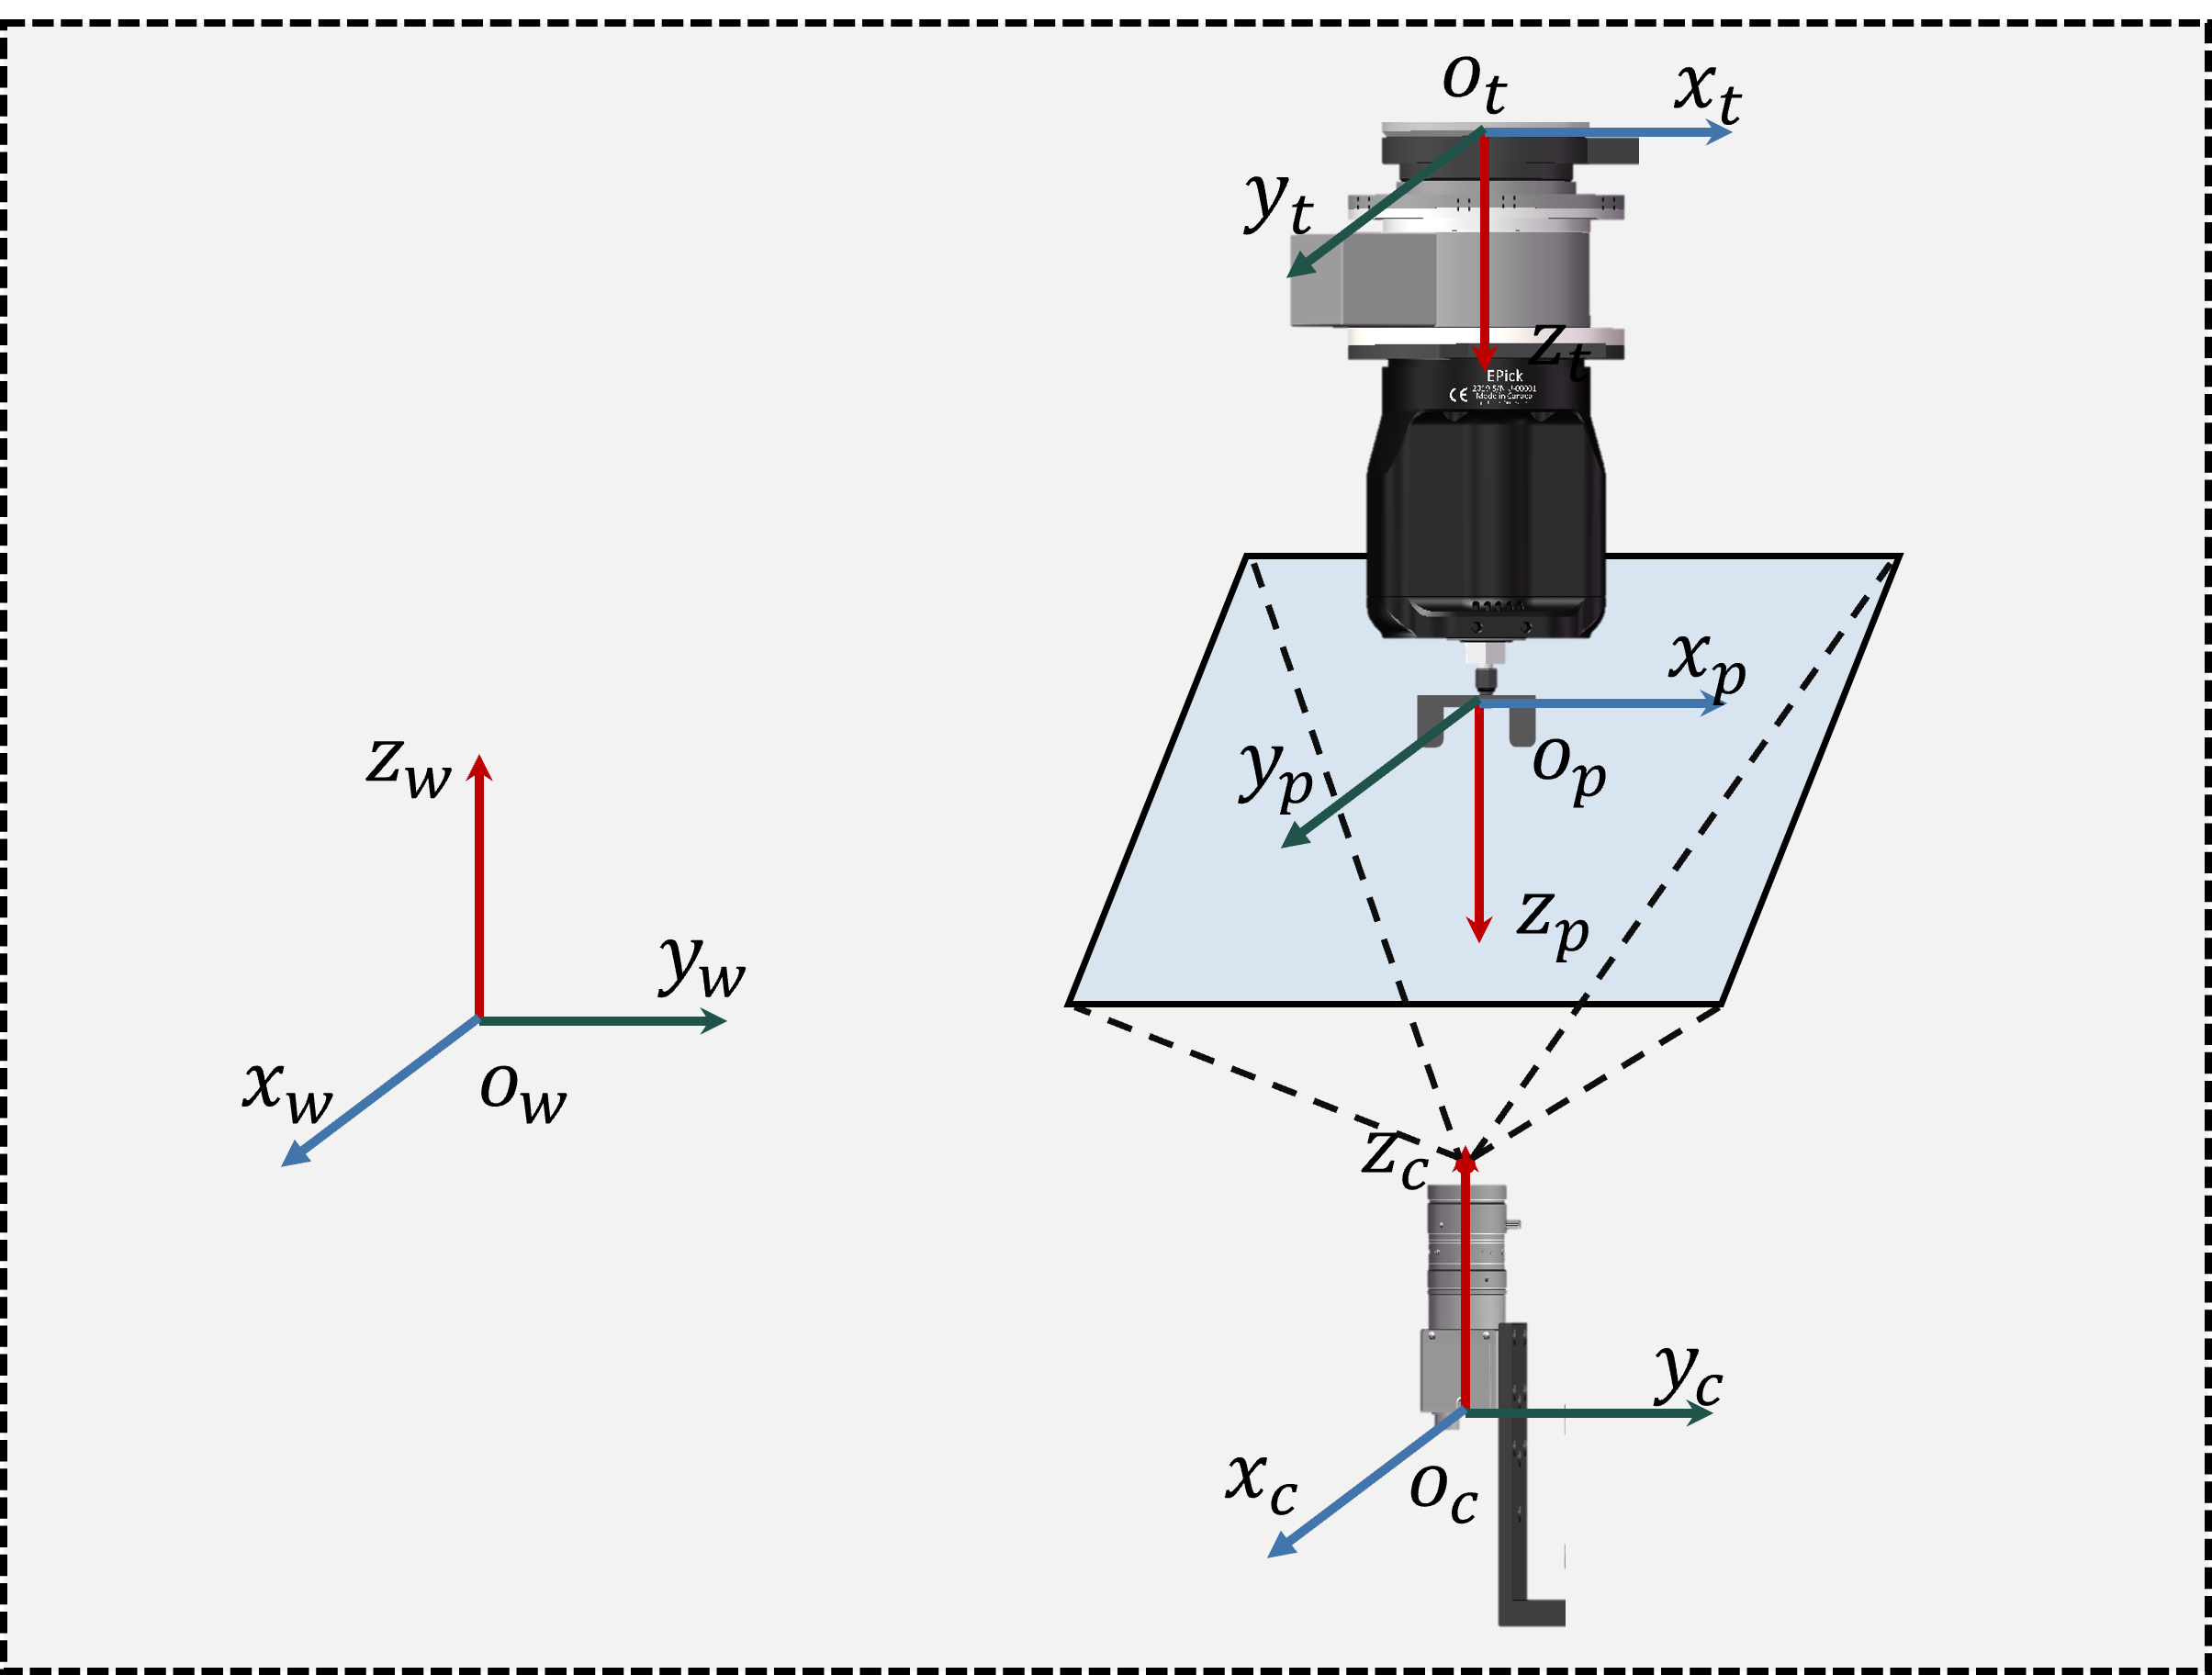 o_t
x_t
y_t
z_t
EPick
CE
Made in Canada
x_p
y_p
o_p
z_p
z_w
y_w
x_w
o_w
z_c
y_c
x_c
o_c